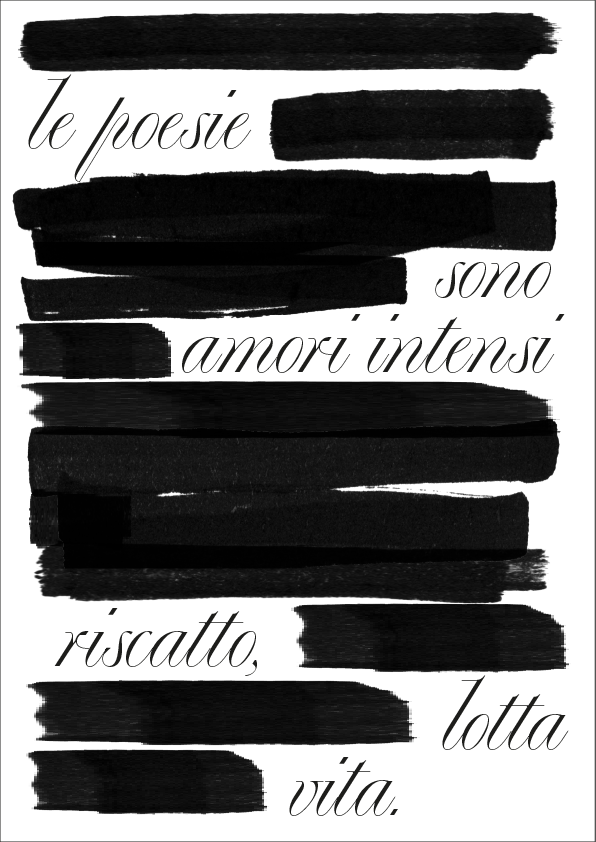 le poesie
sono
amori intensi
riscatto,
lotta
vita.